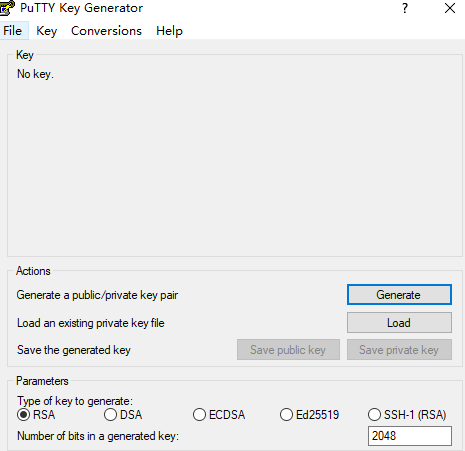 PuTTY Key Generator ? ×
File Key Conversions Help
Key
No key.
Actions
Generate a public/private key pair Generate
Load an existing private key file Load
Save the generated key Save public key Save private key
Parameters
Type of key to generate:
RSA DSA ECDSA Ed25519 SSH-1 (RSA)
Number of bits in a generated key: 2048